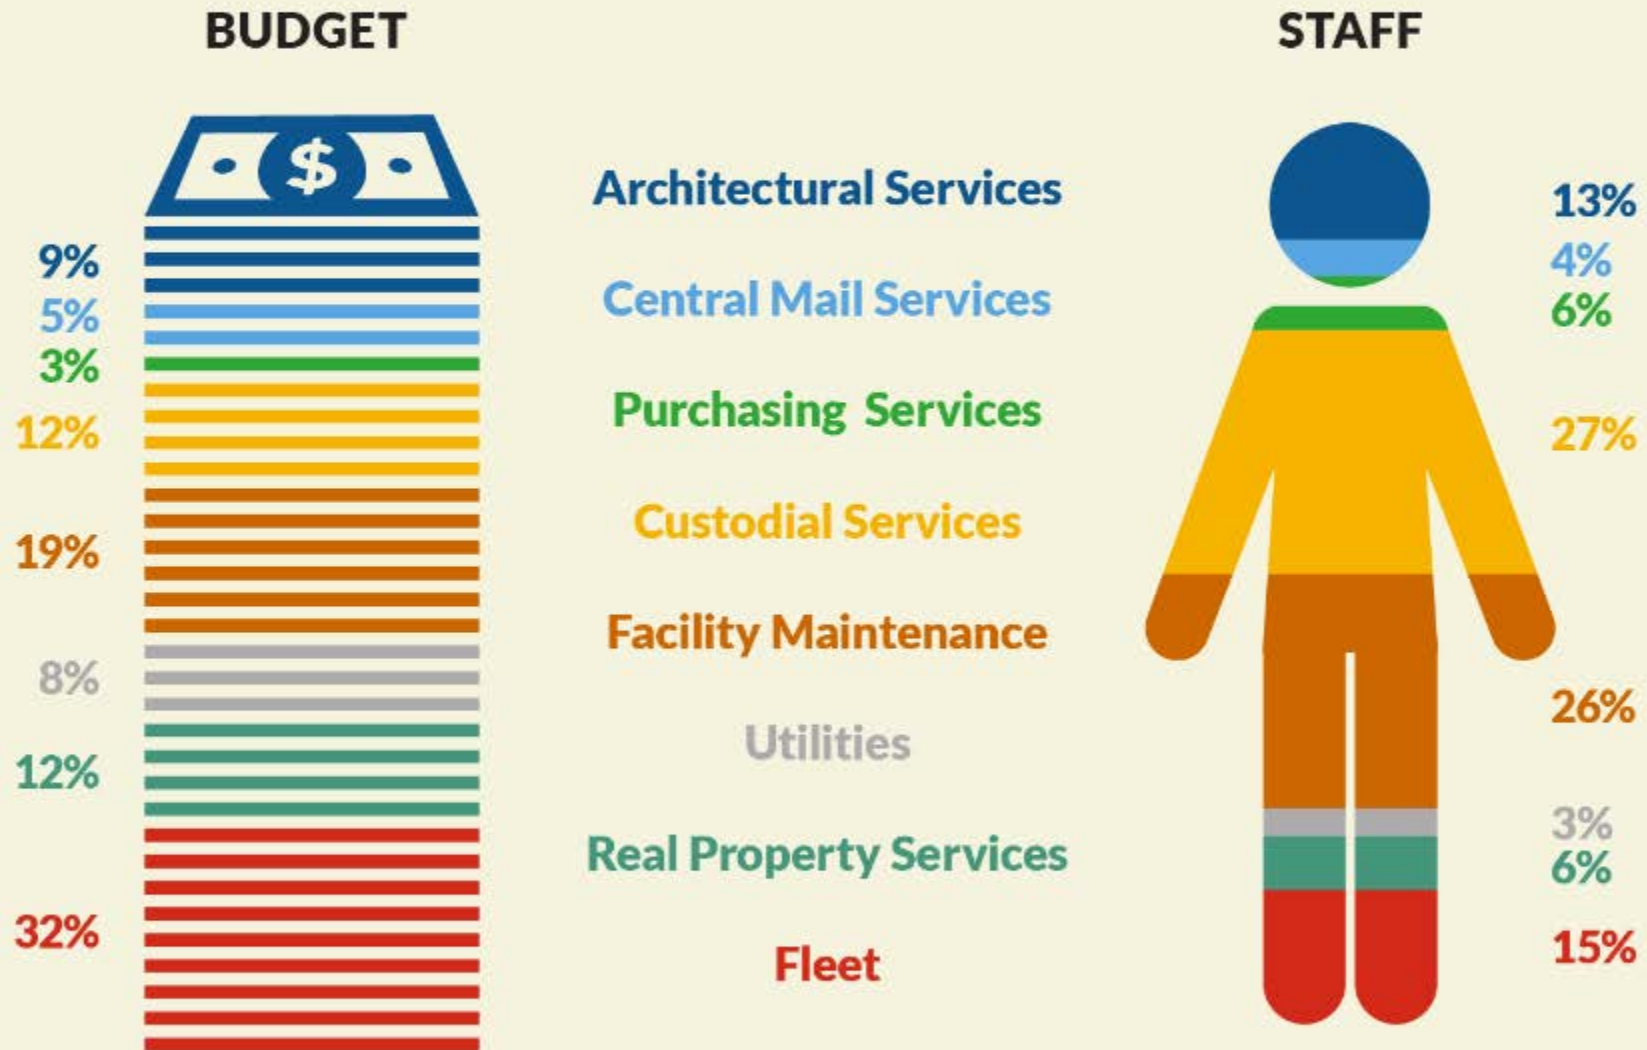 BUDGET
STAFF
$
9%
5%
3%
12%
19%
8%
12%
32%
Architectural Services
Central Mail Services
Purchasing Services
Custodial Services
Facility Maintenance
Utilities
Real Property Services
Fleet
13%
4%
6%
27%
26%
3%
6%
15%